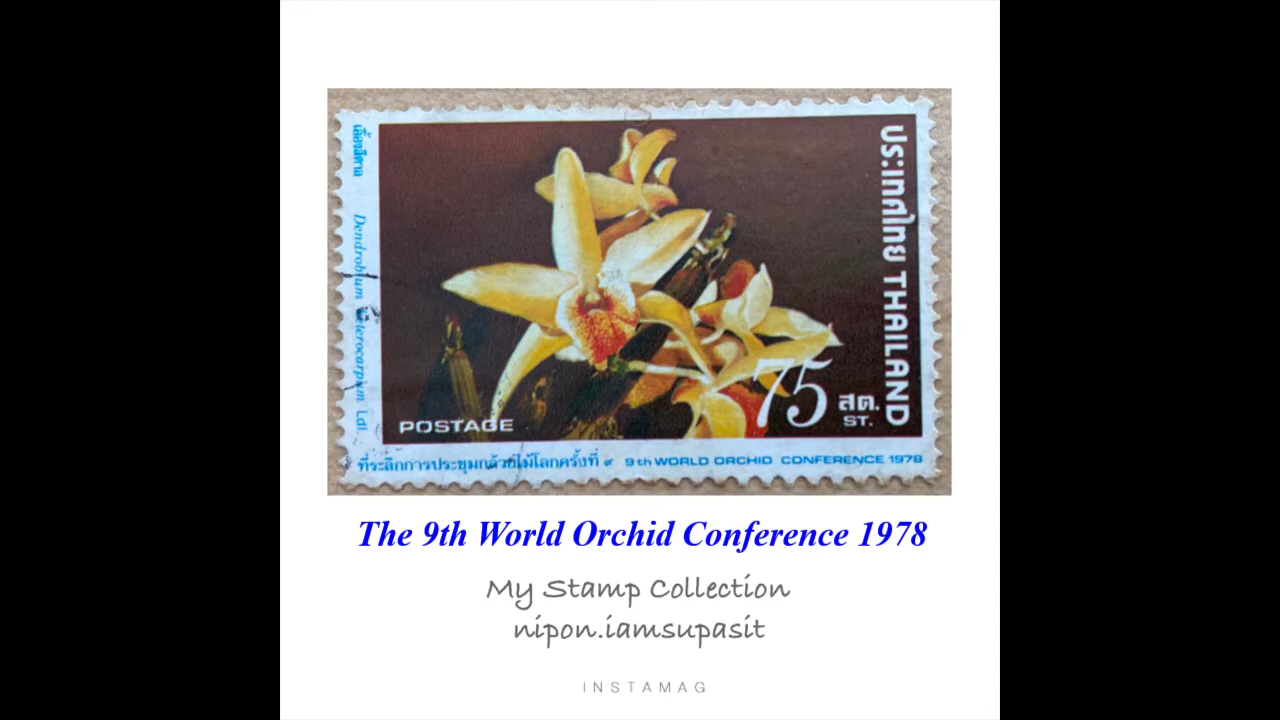 เอื้องสีตาล Dendrobium heterocarpum Ldl.
ประเทศไทย THAILAND
75 สต.
ST.
POSTAGE
ที่ระลึกการประชุมกล้วยไม้โลกครั้งที่ ๙ 9th WORLD ORCHID CONFERENCE 1978
The 9th World Orchid Conference 1978
My Stamp Collection
nipon.iamsupasit
INSTAMAG